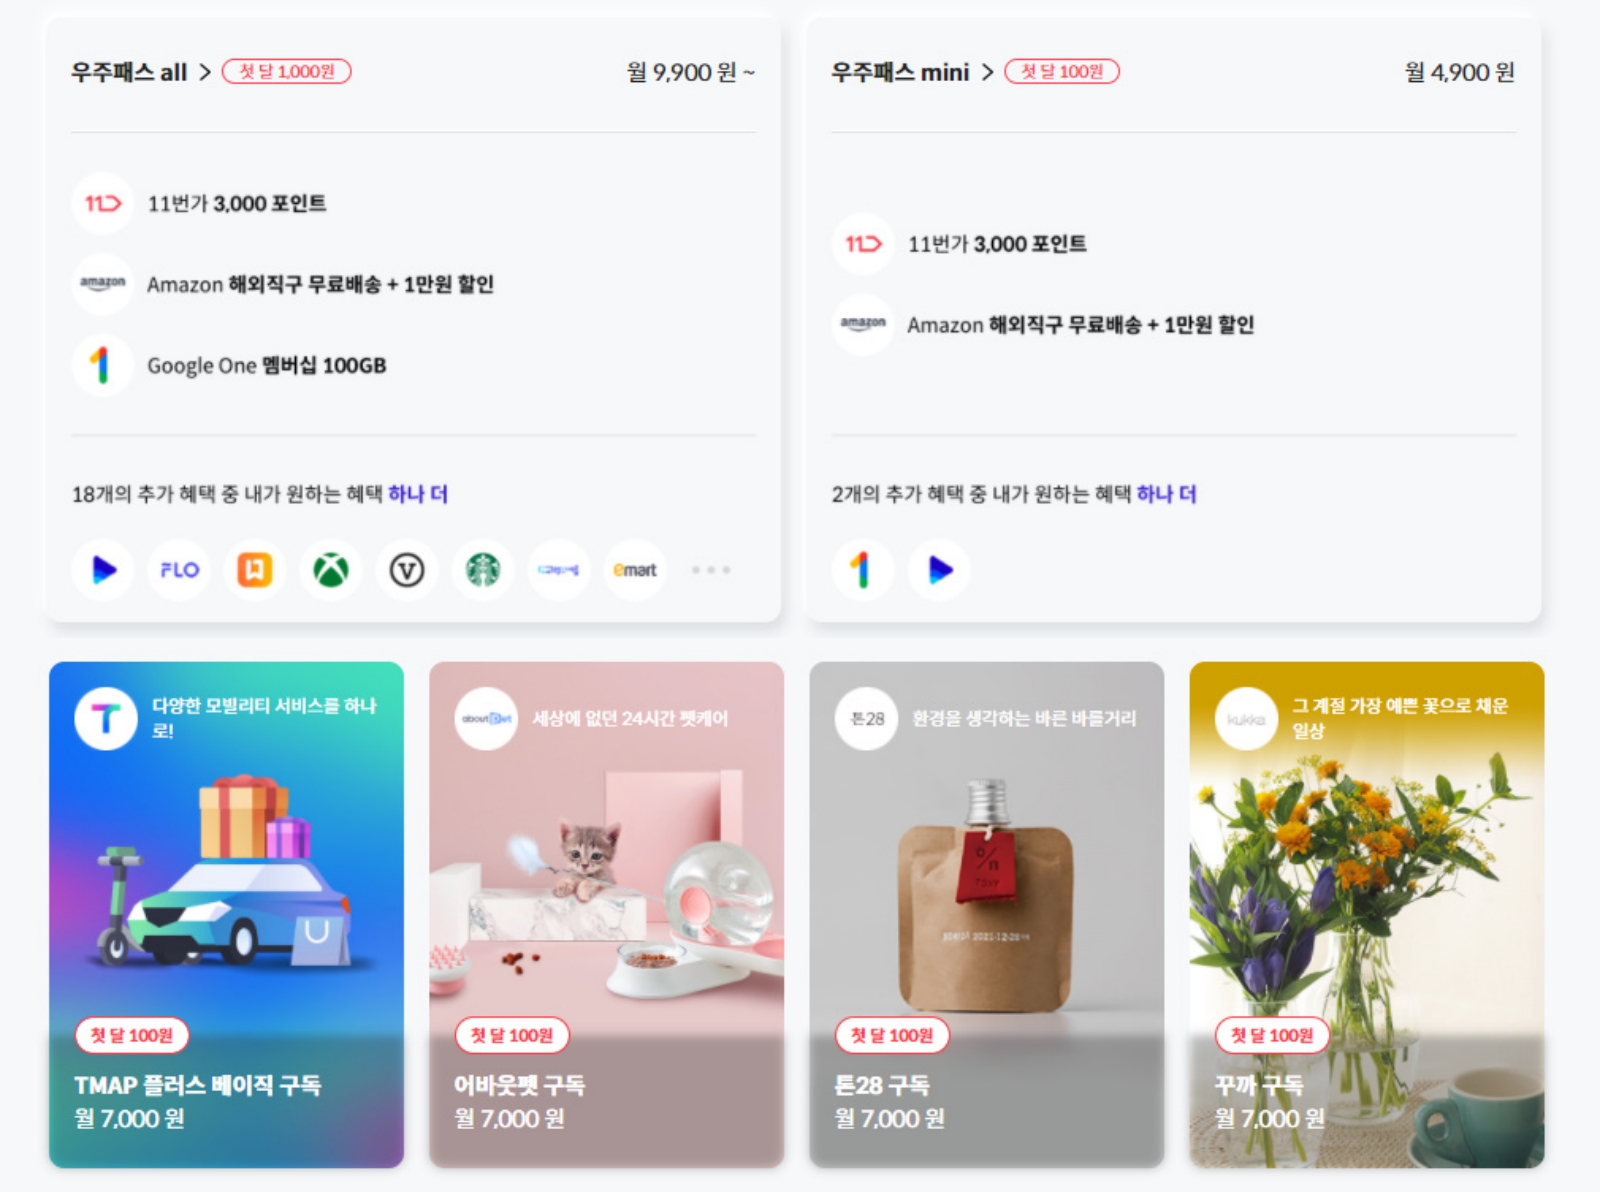 우주패스 all > 첫 달 1,000원 월 9,900 원 ~
11번가 3,000 포인트
amazon Amazon 해외직구 무료배송 + 1만원 할인
Google One 멤버십 100GB
18개의 추가 혜택 중 내가 원하는 혜택 하나 더
FLO V emart
우주패스 mini > 첫 달 100원 월 4,900 원
11번가 3,000 포인트
amazon Amazon 해외직구 무료배송 + 1만원 할인
2개의 추가 혜택 중 내가 원하는 혜택 하나 더
다양한 모빌리티 서비스를 하나
로!
첫 달 100원
TMAP 플러스 베이직 구독
월 7,000 원
세상에 없던 24시간 펫케어
첫 달 100원
어바웃펫 구독
월 7,000 원
톤28 환경을 생각하는 바른 바를거리
첫 달 100원
톤28 구독
월 7,000 원
kukka
그 계절 가장 예쁜 꽃으로 채운
일상
첫 달 100원
꾸까 구독
월 7,000 원